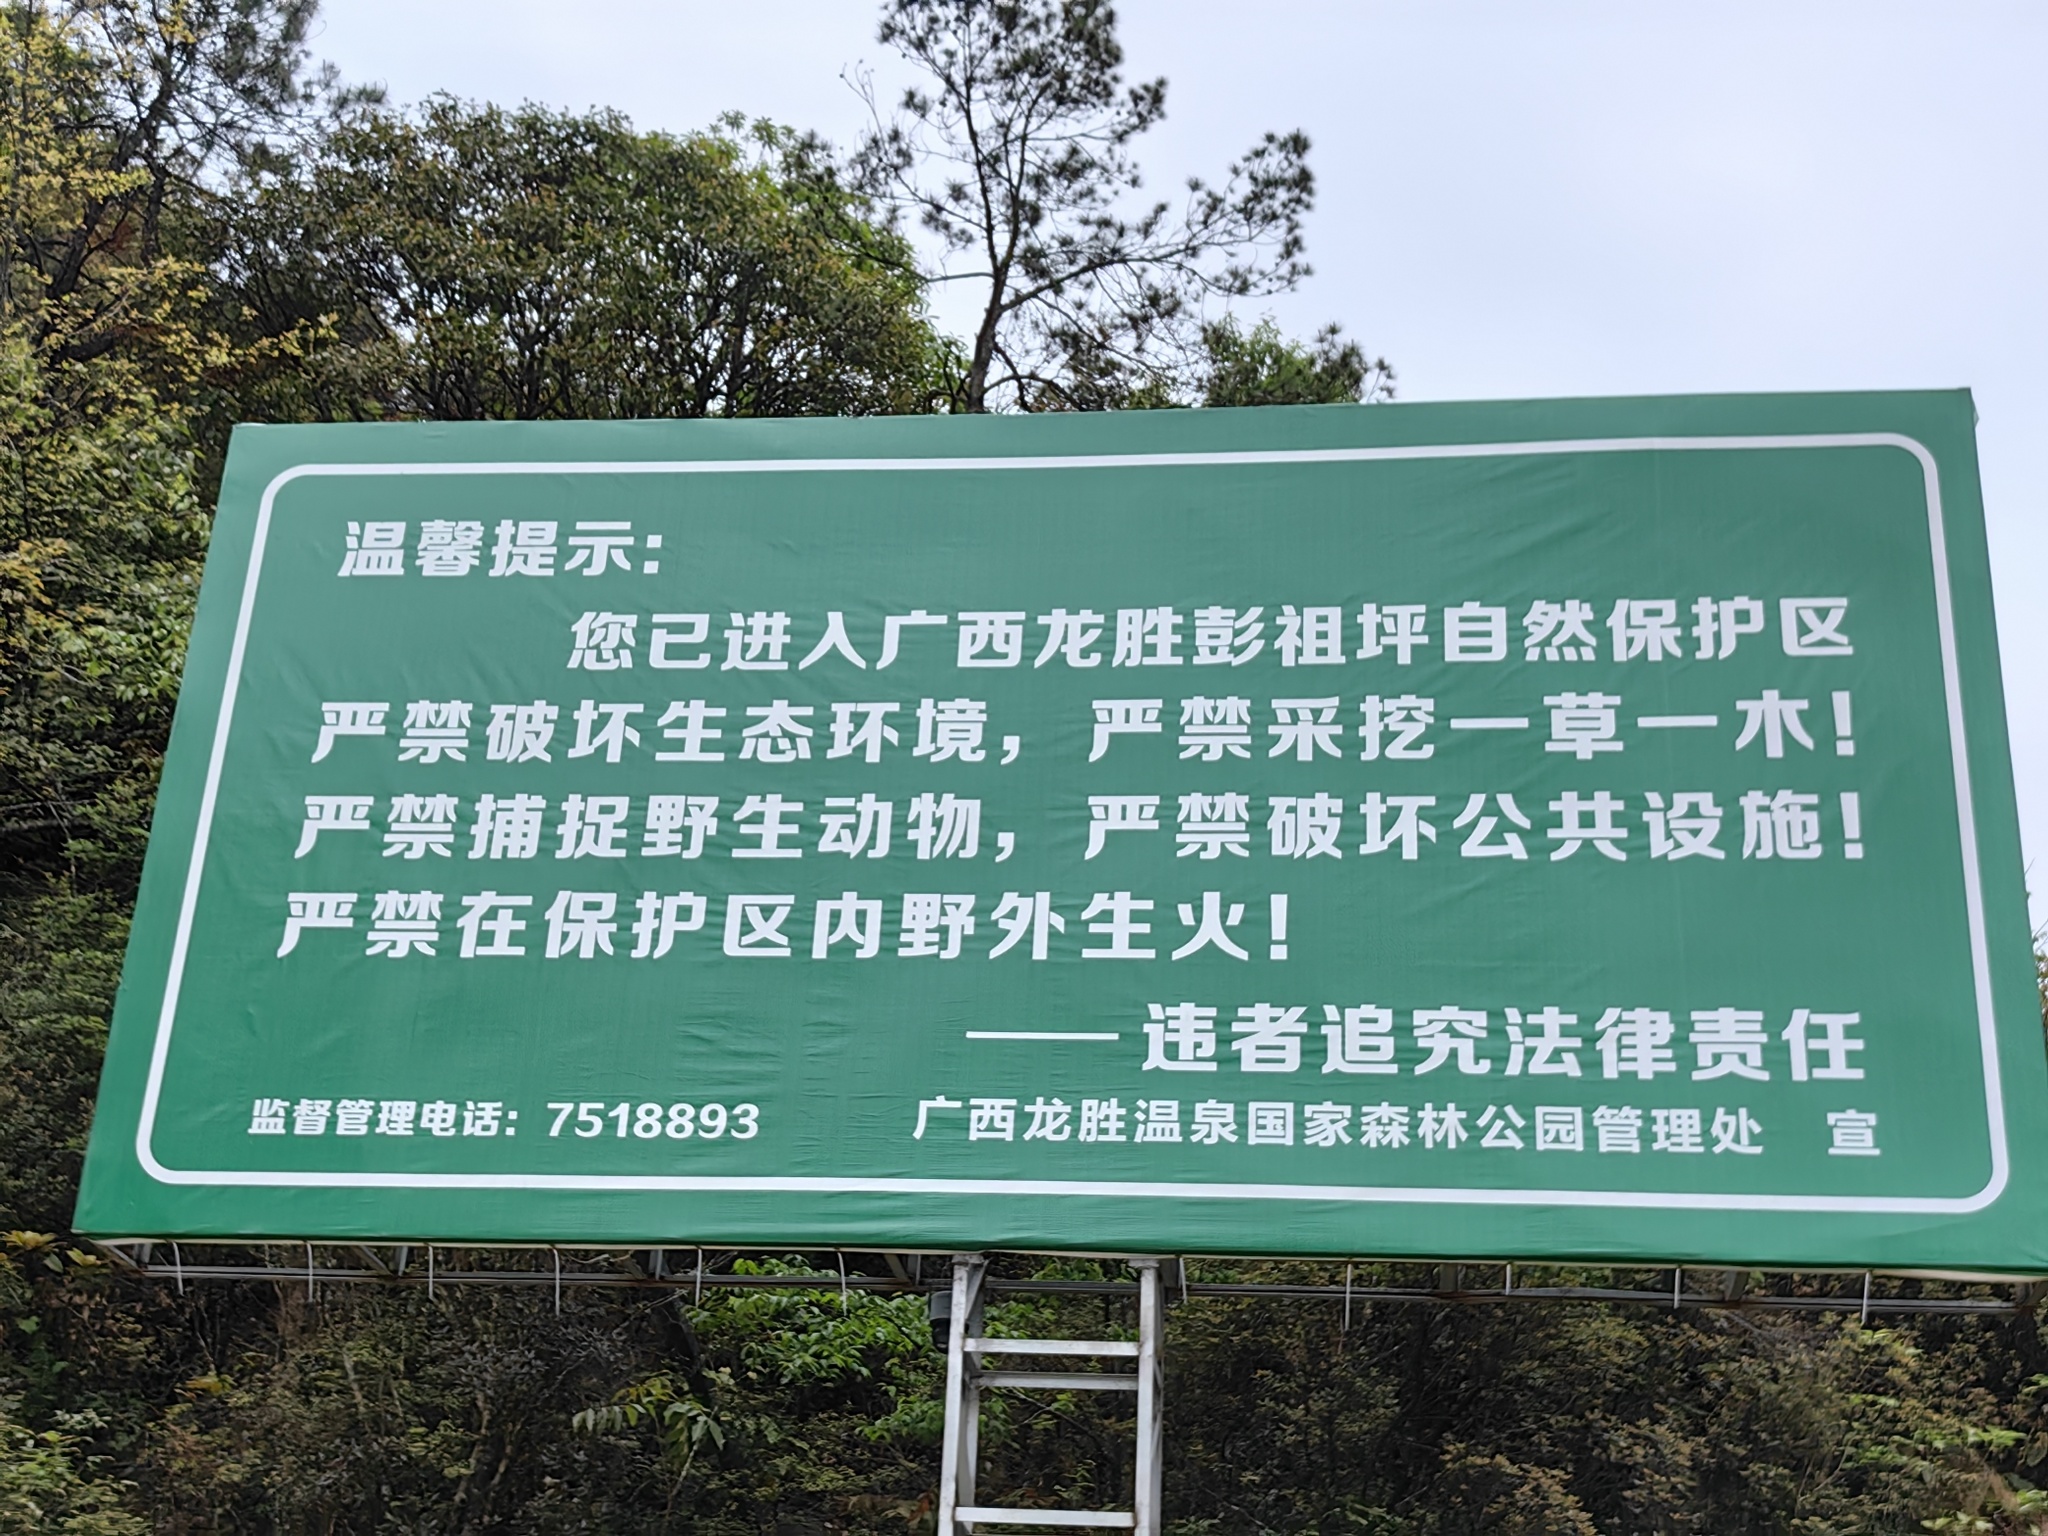 温馨提示:
您已进入广西龙胜彭祖坪自然保护区
严禁破坏生态环境，严禁采挖一草一木!
严禁捕捉野生动物，严禁破坏公共设施!
严禁在保护区内野外生火!
——违者追究法律责任
监督管理电话: 7518893 广西龙胜温泉国家森林公园管理处 宣